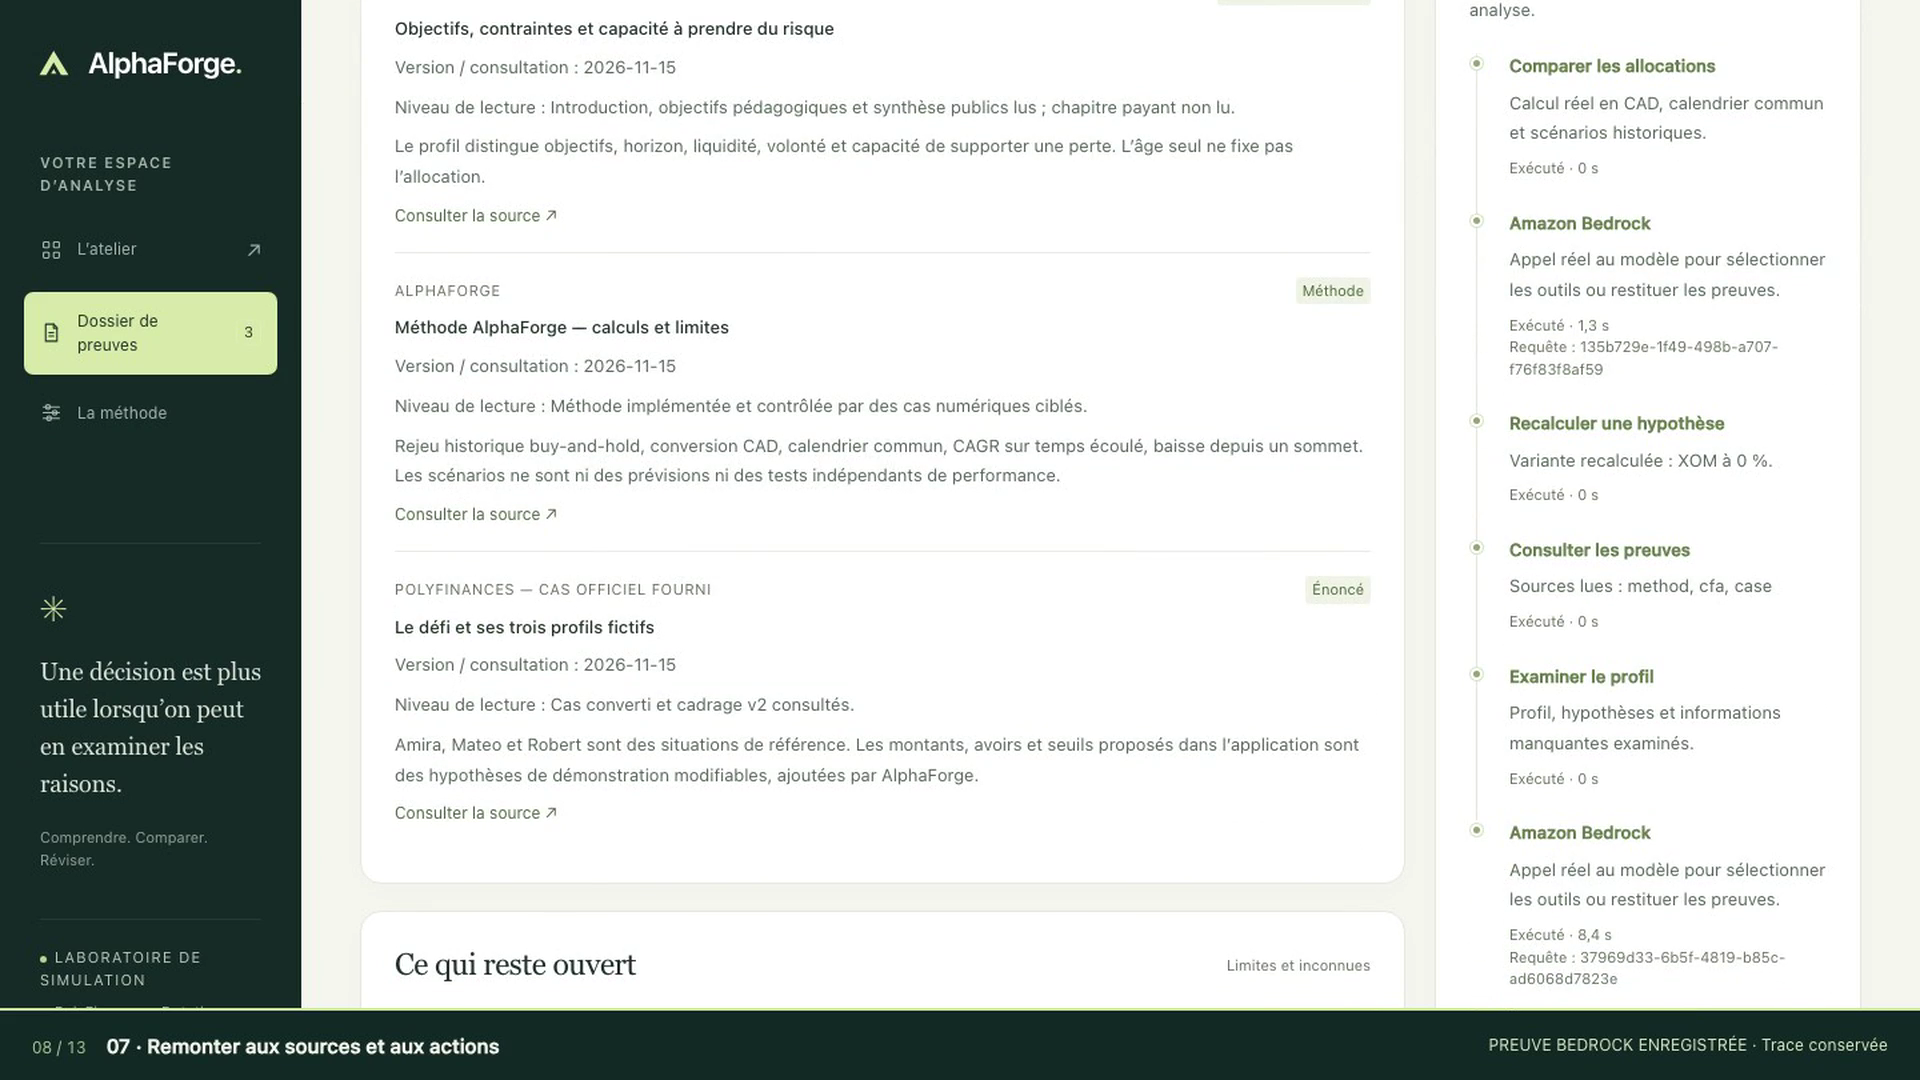 AlphaForge.
VOTRE ESPACE
D'ANALYSE
L'atelier ↗
Dossier de
preuves
3
La méthode
Une décision est plus
utile lorsqu'on peut
en examiner les
raisons.
Comprendre. Comparer.
Réviser.
LABORATOIRE DE
SIMULATION
Objectifs, contraintes et capacité à prendre du risque
Version / consultation : 2026-11-15
Niveau de lecture : Introduction, objectifs pédagogiques et synthèse publics lus ; chapitre payant non lu.
Le profil distingue objectifs, horizon, liquidité, volonté et capacité de supporter une perte. L'âge seul ne fixe pas
l'allocation.
Consulter la source ↗
ALPHAFORGE
Méthode
Méthode AlphaForge — calculs et limites
Version / consultation : 2026-11-15
Niveau de lecture : Méthode implémentée et contrôlée par des cas numériques ciblés.
Rejeu historique buy-and-hold, conversion CAD, calendrier commun, CAGR sur temps écoulé, baisse depuis un sommet.
Les scénarios ne sont ni des prévisions ni des tests indépendants de performance.
Consulter la source ↗
POLYFINANCES — CAS OFFICIEL FOURNI
Énoncé
Le défi et ses trois profils fictifs
Version / consultation : 2026-11-15
Niveau de lecture : Cas converti et cadrage v2 consultés.
Amira, Mateo et Robert sont des situations de référence. Les montants, avoirs et seuils proposés dans l'application sont
des hypothèses de démonstration modifiables, ajoutées par AlphaForge.
Consulter la source ↗
Ce qui reste ouvert
Limites et inconnues
analyse.
Comparer les allocations
Calcul réel en CAD, calendrier commun
et scénarios historiques.
Exécuté · 0 s
Amazon Bedrock
Appel réel au modèle pour sélectionner
les outils ou restituer les preuves.
Exécuté · 1,3 s
Requête : 135b729e-1f49-498b-a707-
f76f83f8af59
Recalculer une hypothèse
Variante recalculée : XOM à 0 %.
Exécuté · 0 s
Consulter les preuves
Sources lues : method, cfa, case
Exécuté · 0 s
Examiner le profil
Profil, hypothèses et informations
manquantes examinés.
Exécuté · 0 s
Amazon Bedrock
Appel réel au modèle pour sélectionner
les outils ou restituer les preuves.
Exécuté · 8,4 s
Requête : 37969d33-6b5f-4819-b85c-
ad6068d7823e
08 / 13 07 · Remonter aux sources et aux actions
PREUVE BEDROCK ENREGISTRÉE · Trace conservée